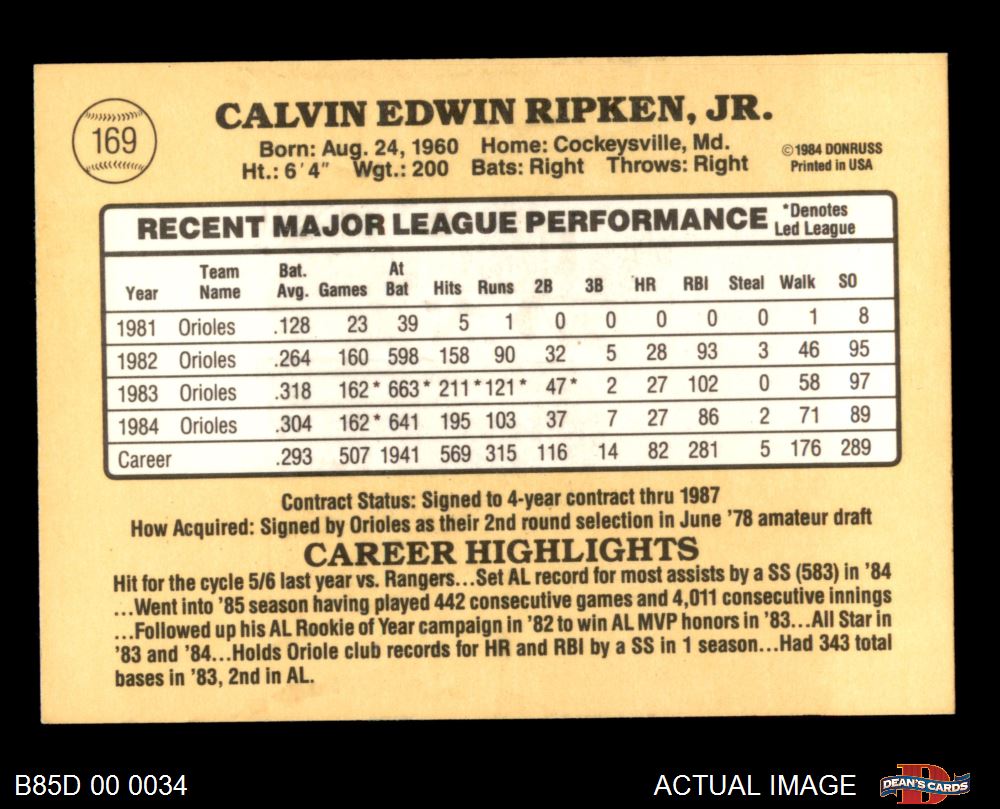 169
CALVIN EDWIN RIPKEN, JR.
Born: Aug. 24, 1960 Home: Cockeysville, Md.
Ht.: 6'4" Wgt.: 200 Bats: Right Throws: Right
©1984 DONRUSS
Printed in USA
RECENT MAJOR LEAGUE PERFORMANCE *Denotes Led League
Year Team Name Bat. Avg. Games At Bat Hits Runs 2B 3B HR RBI Steal Walk SO
1981 Orioles .128 23 39 5 1 0 0 0 0 0 1 8
1982 Orioles .264 160 598 158 90 32 5 28 93 3 46 95
1983 Orioles .318 162* 663* 211* 121* 47* 2 27 102 0 58 97
1984 Orioles .304 162* 641 195 103 37 7 27 86 2 71 89
Career .293 507 1941 569 315 116 14 82 281 5 176 289
Contract Status: Signed to 4-year contract thru 1987
How Acquired: Signed by Orioles as their 2nd round selection in June '78 amateur draft
CAREER HIGHLIGHTS
Hit for the cycle 5/6 last year vs. Rangers...Set AL record for most assists by a SS (583) in '84
...Went into '85 season having played 442 consecutive games and 4,011 consecutive innings
...Followed up his AL Rookie of Year campaign in '82 to win AL MVP honors in '83...All Star in
'83 and '84...Holds Oriole club records for HR and RBI by a SS in 1 season...Had 343 total
bases in '83, 2nd in AL.
B85D 00 0034
ACTUAL IMAGE
D
DEAN'S CARDS